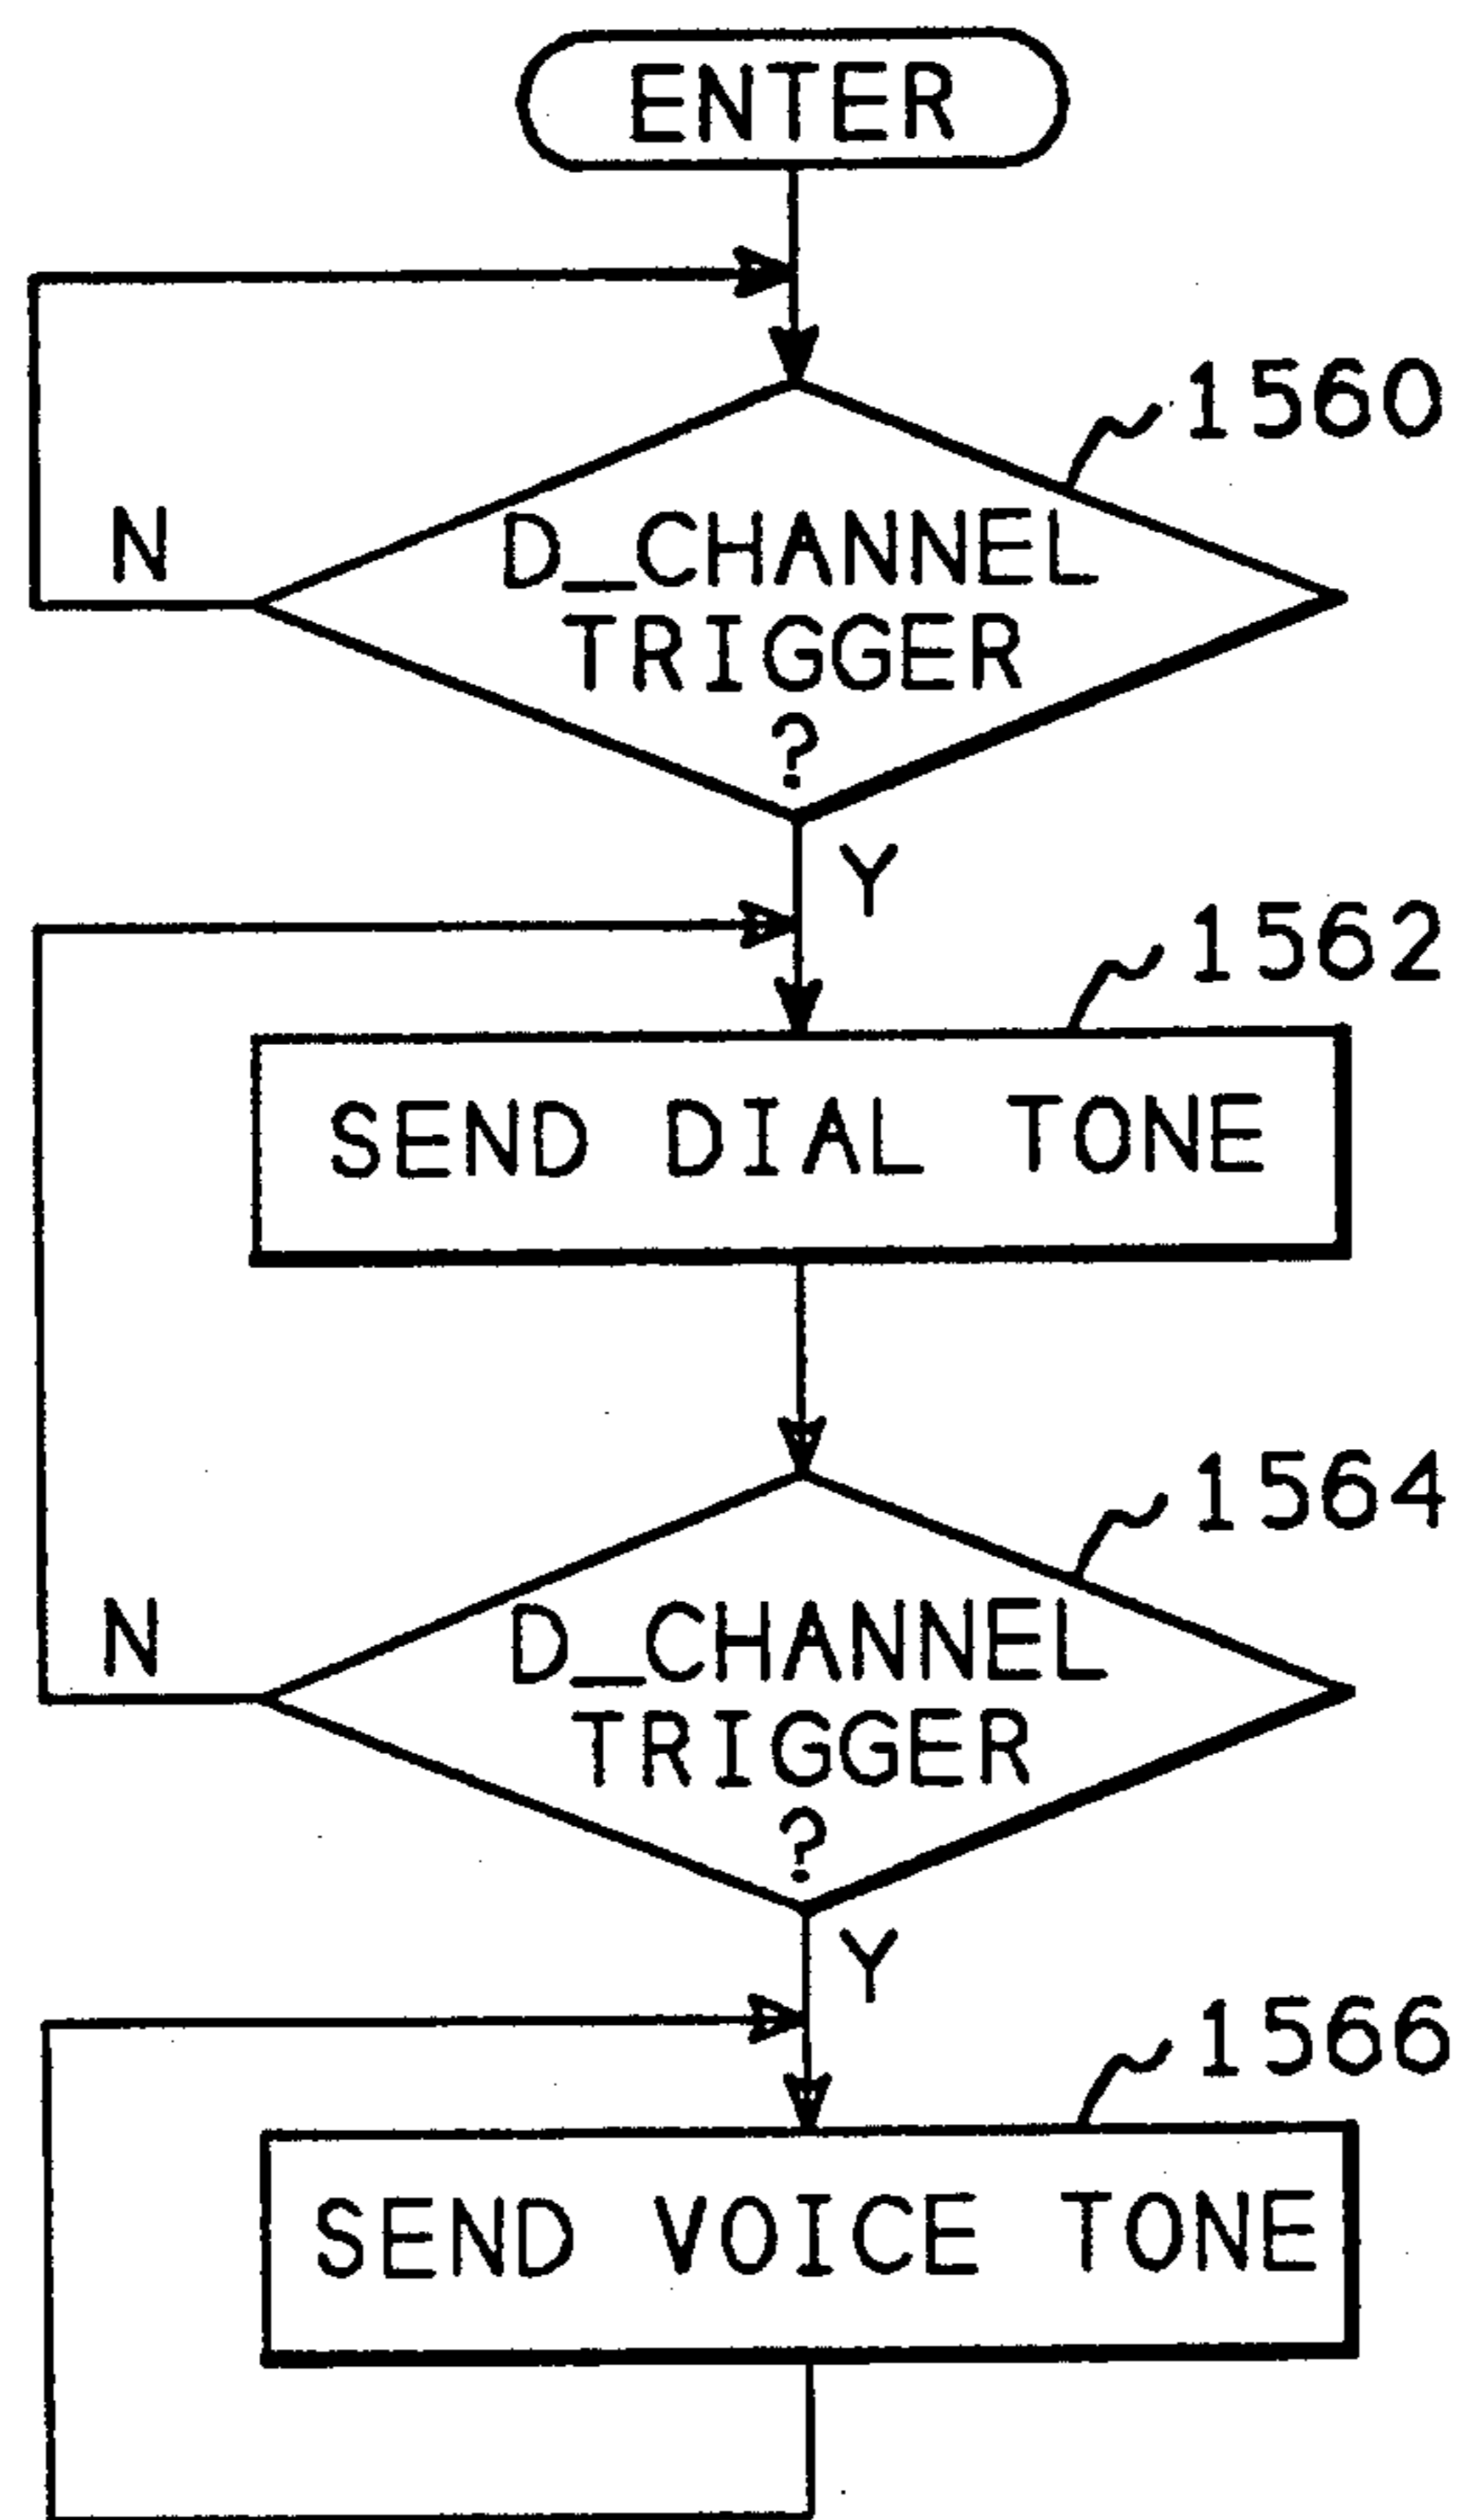 ENTER
1560
N
D_CHANNEL
TRIGGER
?
Y
1562
SEND DIAL TONE
1564
N
D_CHANNEL
TRIGGER
?
Y
1566
SEND VOICE TONE